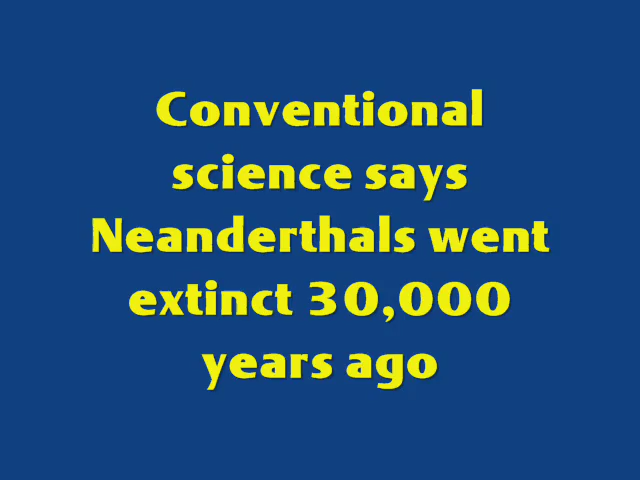 Conventional
science says
Neanderthals went
extinct 30,000
years ago